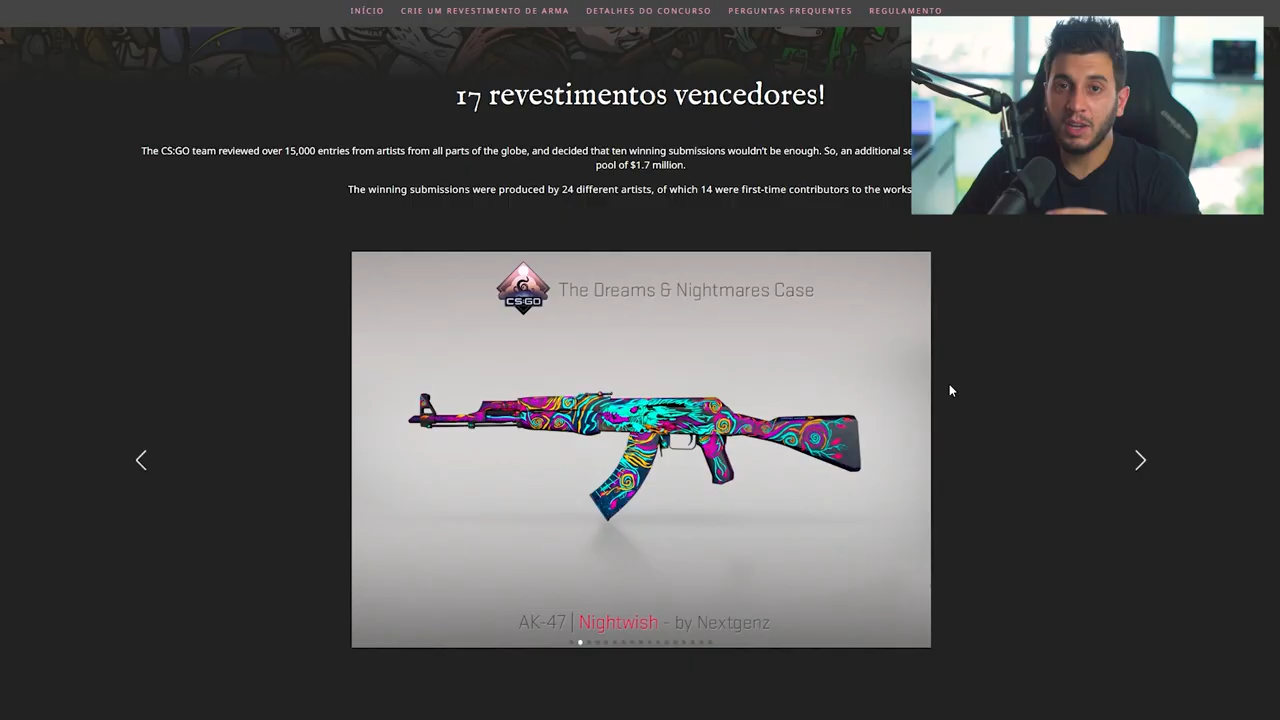 INÍCIO CRIE UM REVESTIMENTO DE ARMA DETALHES DO CONCURSO PERGUNTAS FREQUENTES REGULAMENTO
17 revestimentos vencedores!
The CS:GO team reviewed over 15,000 entries from artists from all parts of the globe, and decided that ten winning submissions wouldn't be enough. So, an additional se
pool of $1.7 million.
The winning submissions were produced by 24 different artists, of which 14 were first-time contributors to the works
CS:GO The Dreams & Nightmares Case
AK-47 | Nightwish - by Nextgenz